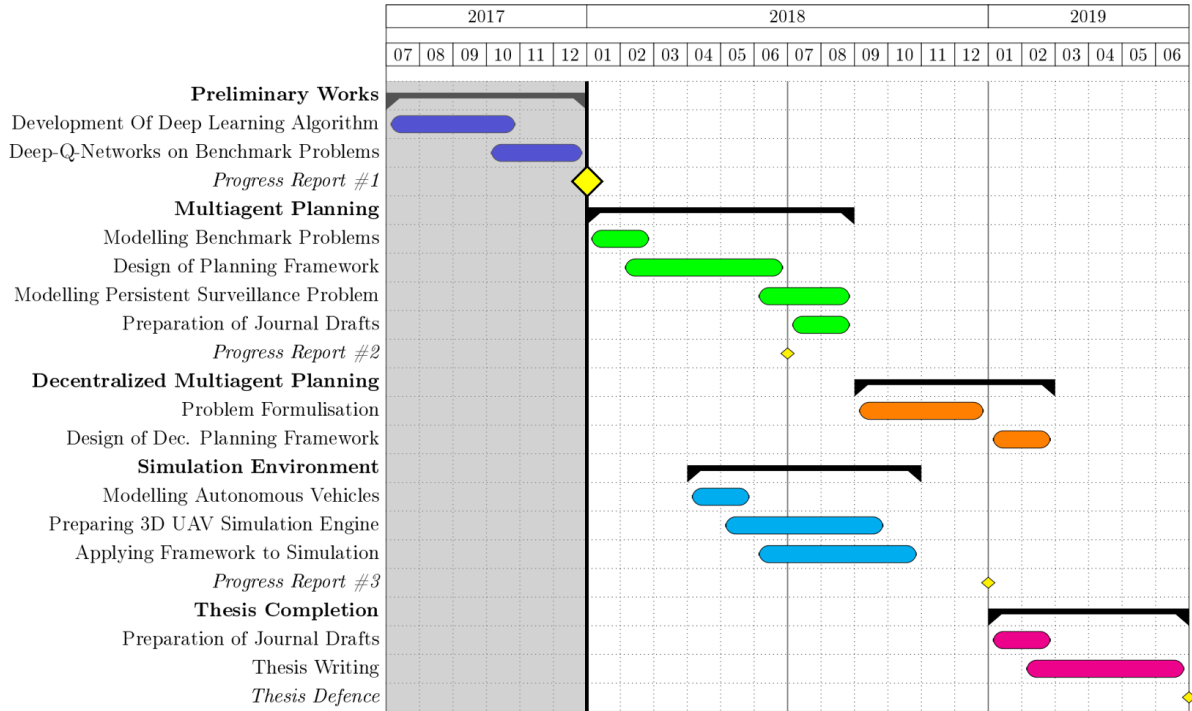 2017 2018 2019
07 08 09 10 11 12 01 02 03 04 05 06 07 08 09 10 11 12 01 02 03 04 05 06
Preliminary Works
Development Of Deep Learning Algorithm
Deep-Q-Networks on Benchmark Problems
Progress Report #1
Multiagent Planning
Modelling Benchmark Problems
Design of Planning Framework
Modelling Persistent Surveillance Problem
Preparation of Journal Drafts
Progress Report #2
Decentralized Multiagent Planning
Problem Formulisation
Design of Dec. Planning Framework
Simulation Environment
Modelling Autonomous Vehicles
Preparing 3D UAV Simulation Engine
Applying Framework to Simulation
Progress Report #3
Thesis Completion
Preparation of Journal Drafts
Thesis Writing
Thesis Defence